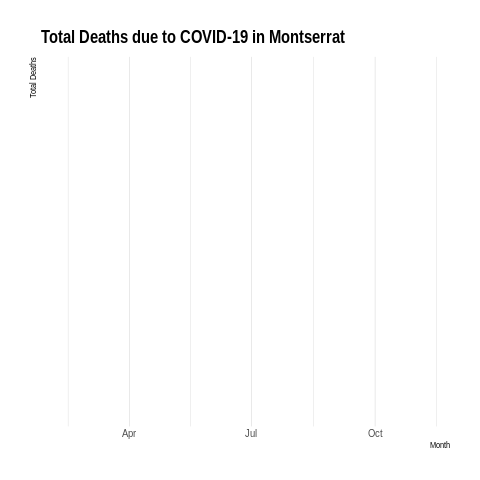 Total Deaths due to COVID-19 in Montserrat
Total Deaths
Apr Jul Oct
Month